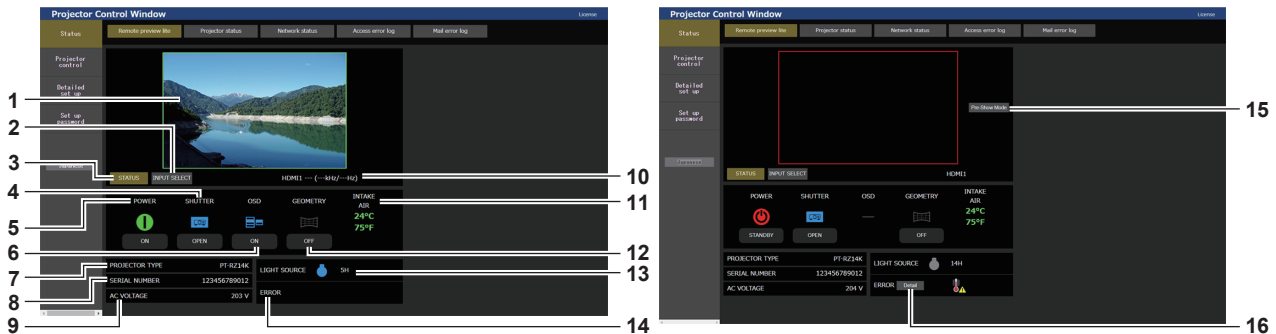 Projector Control Window License
Status
Remote preview lite Projector status Network status Access error log Mail error log
Projector
control
Detailed
set up
Set up
password
Japanese
STATUS INPUT SELECT HDMI1 --- (---kHz/---Hz)
POWER SHUTTER OSD GEOMETRY INTAKE
AIR
24°C
75°F
ON OPEN ON OFF
PROJECTOR TYPE PT-RZ14K
SERIAL NUMBER 123456789012
AC VOLTAGE 203 V
LIGHT SOURCE 5H
ERROR
1
2
3
4
5
6
7
8
9
10
11
12
13
14
Projector Control Window License
Status
Remote preview lite Projector status Network status Access error log Mail error log
Projector
control
Detailed
set up
Set up
password
Japanese
Pre-Show Mode
STATUS INPUT SELECT HDMI1
POWER SHUTTER OSD GEOMETRY INTAKE
AIR
24°C
75°F
STANDBY OPEN OFF
PROJECTOR TYPE PT-RZ14K
SERIAL NUMBER 123456789012
AC VOLTAGE 204 V
LIGHT SOURCE 14H
ERROR Detail
15
16